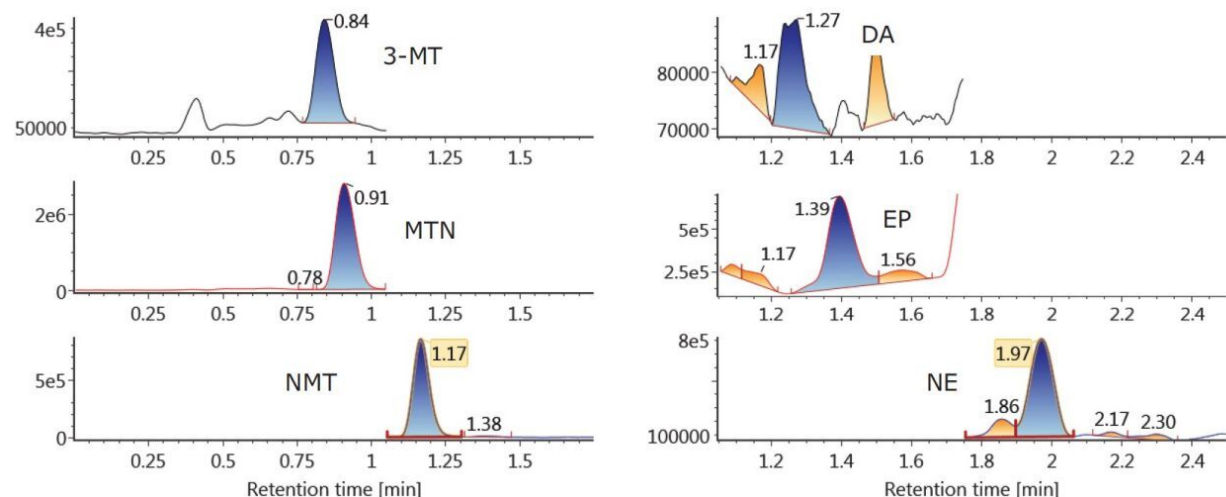 4e5
0.84
3-MT
50000
0.25 0.5 0.75 1 1.25 1.5
2e6
0.91
MTN
0.78
0
0.25 0.5 0.75 1 1.25 1.5
5e5
1.17
NMT
1.38
0
0.25 0.5 0.75 1 1.25 1.5
Retention time [min]
1.27
1.17
DA
80000
70000
1.2 1.4 1.6 1.8 2 2.2 2.4
5e5
1.39
EP
1.17
1.56
2.5e5
1.2 1.4 1.6 1.8 2 2.2 2.4
8e5
1.97
NE
1.86
2.17 2.30
100000
1.2 1.4 1.6 1.8 2 2.2 2.4
Retention time [min]